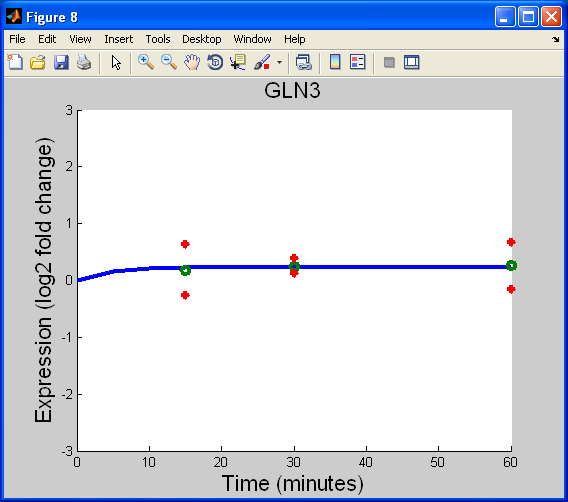 Figure 8
File Edit View Insert Tools Desktop Window Help
GLN3
Expression (log2 fold change)
3
2
1
0
-1
-2
-3
0 10 20 30 40 50 60
Time (minutes)